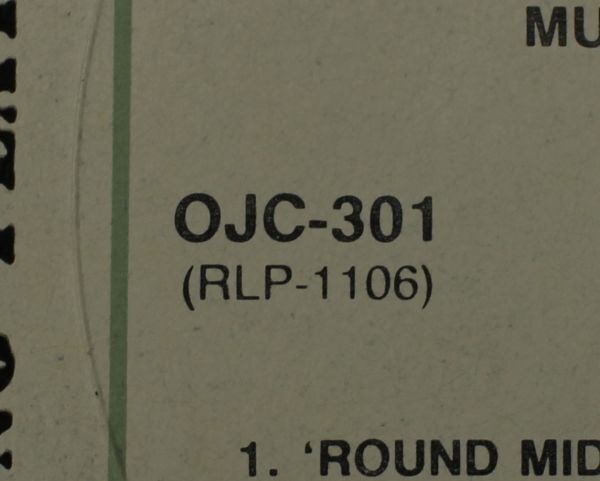 MU
OJC-301
(RLP-1106)
1. 'ROUND MID